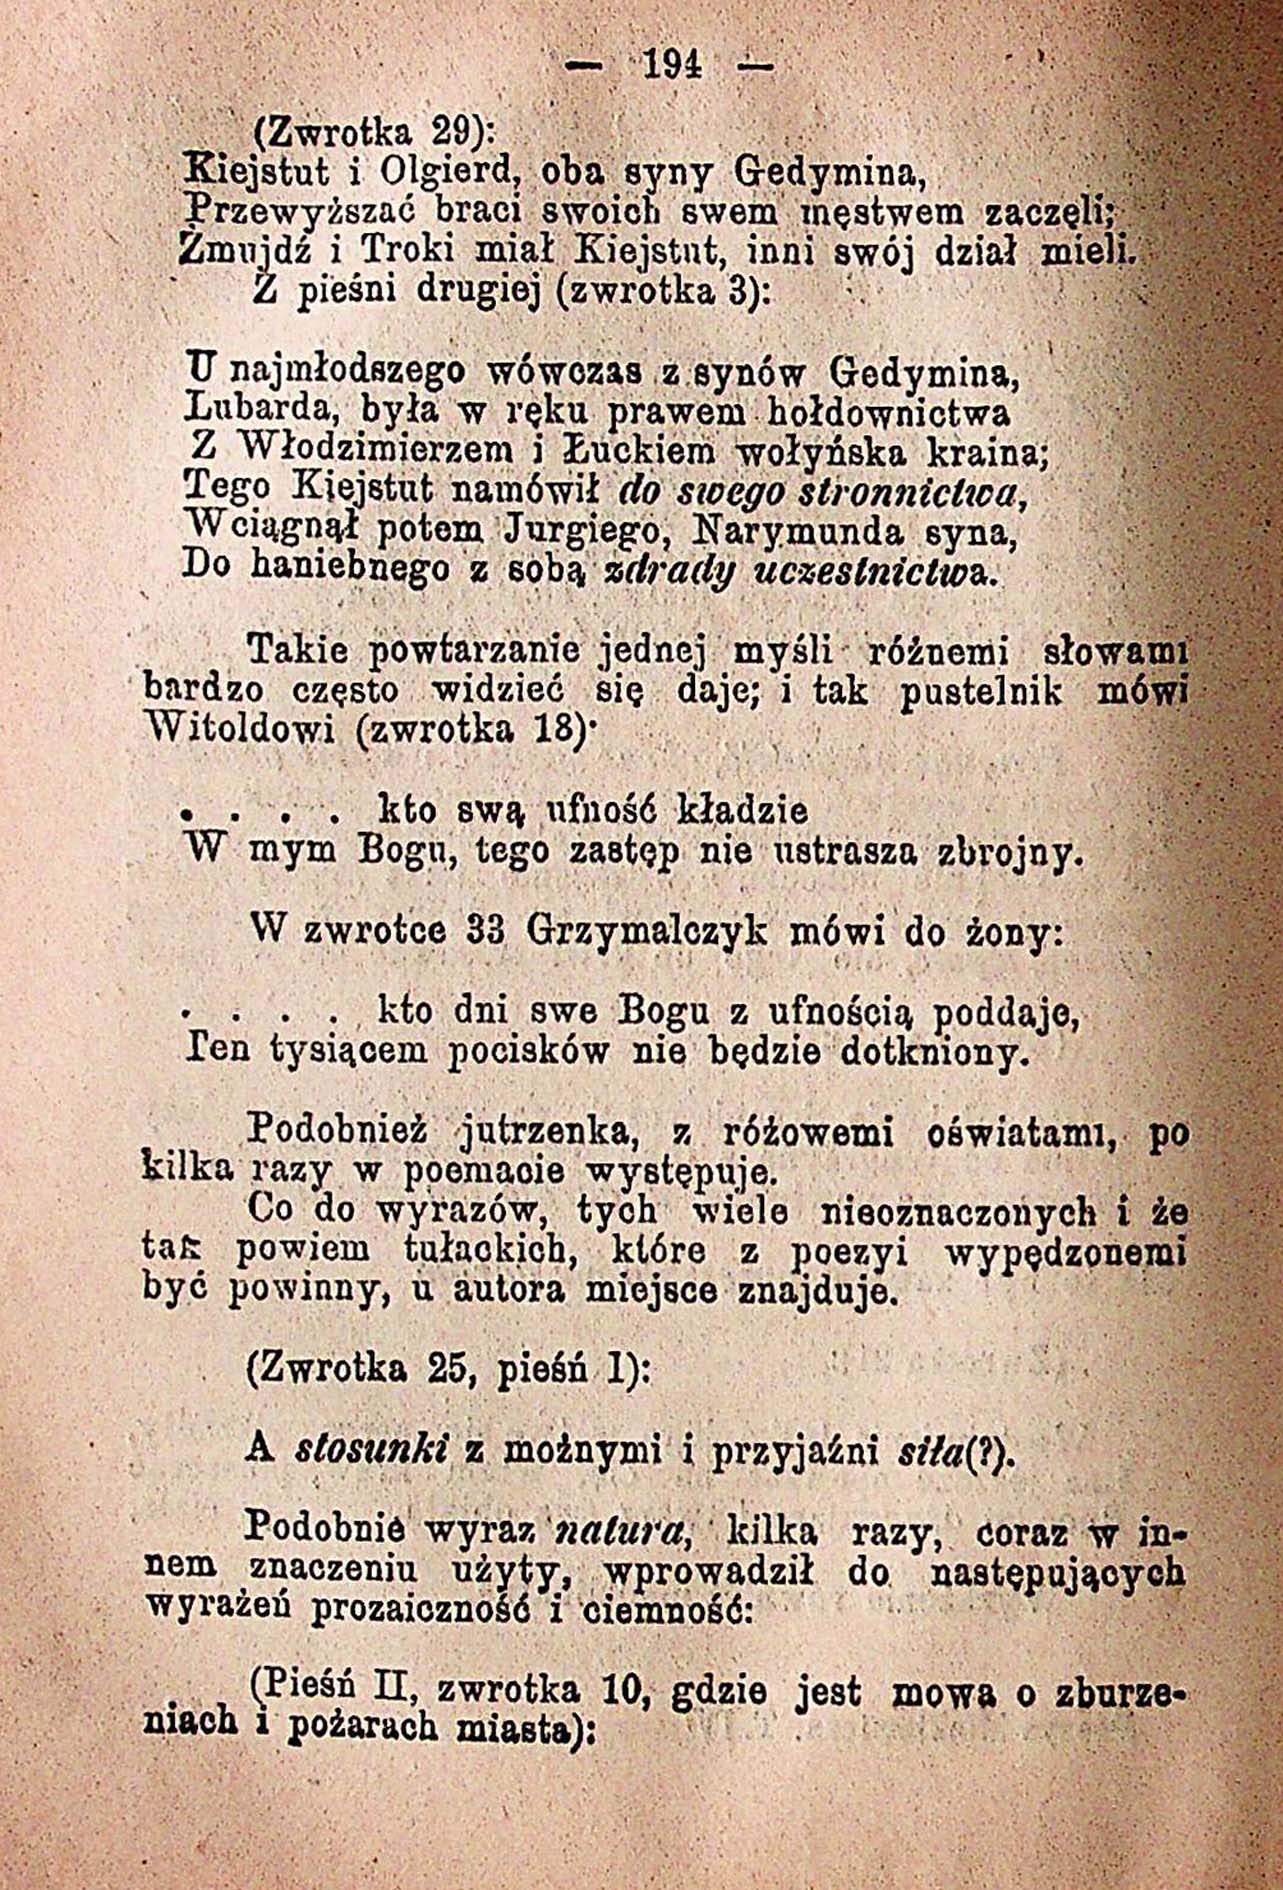 — 194 —
(Zwrotka 29):
Kiejstut i Olgierd, oba syny Gedymina,
Przewyższać braci swoich swem męstwem zaczęli;
Żmujdź i Troki miał Kiejstut, inni swój dział mieli.
Z pieśni drugiej (zwrotka 3):
U najmłodszego wówczas z synów Gedymina,
Lubarda, była w ręku prawem hołdownictwa
Z Włodzimierzem i Łuckiem wołyńska kraina;
Tego Kiejstut namówił do swego stronnictwa,
Wciągnął potem Jurgiego, Narymunda syna,
Do haniebnego z sobą zdrady uczestnictwa.
Takie powtarzanie jednej myśli różnemi słowami
bardzo często widzieć się daje; i tak pustelnik mówi
Witoldowi (zwrotka 18)·
. . . . kto swą ufność kładzie
W mym Bogu, tego zastęp nie ustrasza zbrojny.
W zwrotce 33 Grzymalczyk mówi do żony:
. . . . kto dni swe Bogu z ufnością poddaje,
Ten tysiącem pocisków nie będzie dotkniony.
Podobnież jutrzenka, z różowemi oświatami, po
kilka razy w poemacie występuje.
Co do wyrazów, tych wiele nieoznaczonych i że
tak powiem tułackich, które z poezyi wypędzonemi
być powinny, u autora miejsce znajduje.
(Zwrotka 25, pieśń I):
A stosunki z możnymi i przyjaźni siła(?).
Podobnie wyraz natura, kilka razy, coraz w in-
nem znaczeniu użyty, wprowadził do następujących
wyrażeń prozaiczność i ciemność:
(Pieśń II, zwrotka 10, gdzie jest mowa o zburze-
niach i pożarach miasta):